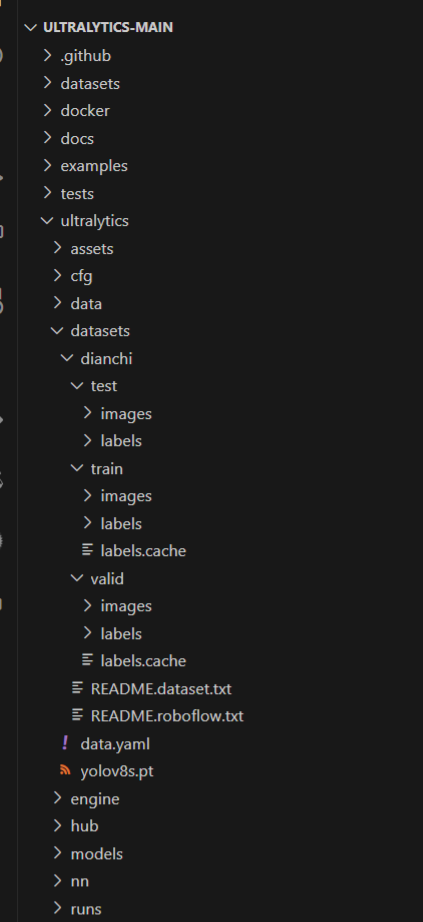 ULTRALYTICS-MAIN
.github
datasets
docker
docs
examples
tests
ultralytics
assets
cfg
data
datasets
dianchi
test
images
labels
train
images
labels
labels.cache
valid
images
labels
labels.cache
README.dataset.txt
README.roboflow.txt
data.yaml
yolov8s.pt
engine
hub
models
nn
runs